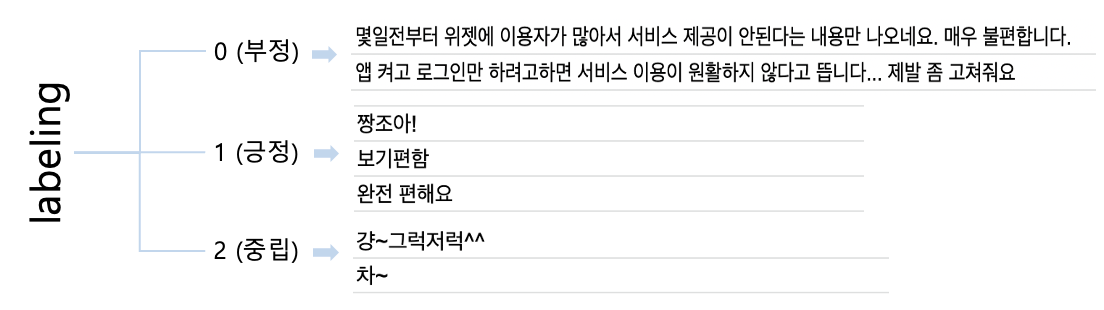 labeling
0 (부정)
몇일전부터 위젯에 이용자가 많아서 서비스 제공이 안된다는 내용만 나오네요. 매우 불편합니다.
앱 켜고 로그인만 하려고하면 서비스 이용이 원활하지 않다고 뜹니다... 제발 좀 고쳐줘요
1 (긍정)
짱조아!
보기편함
완전 편해요
2 (중립)
걍~그럭저럭^^
차~